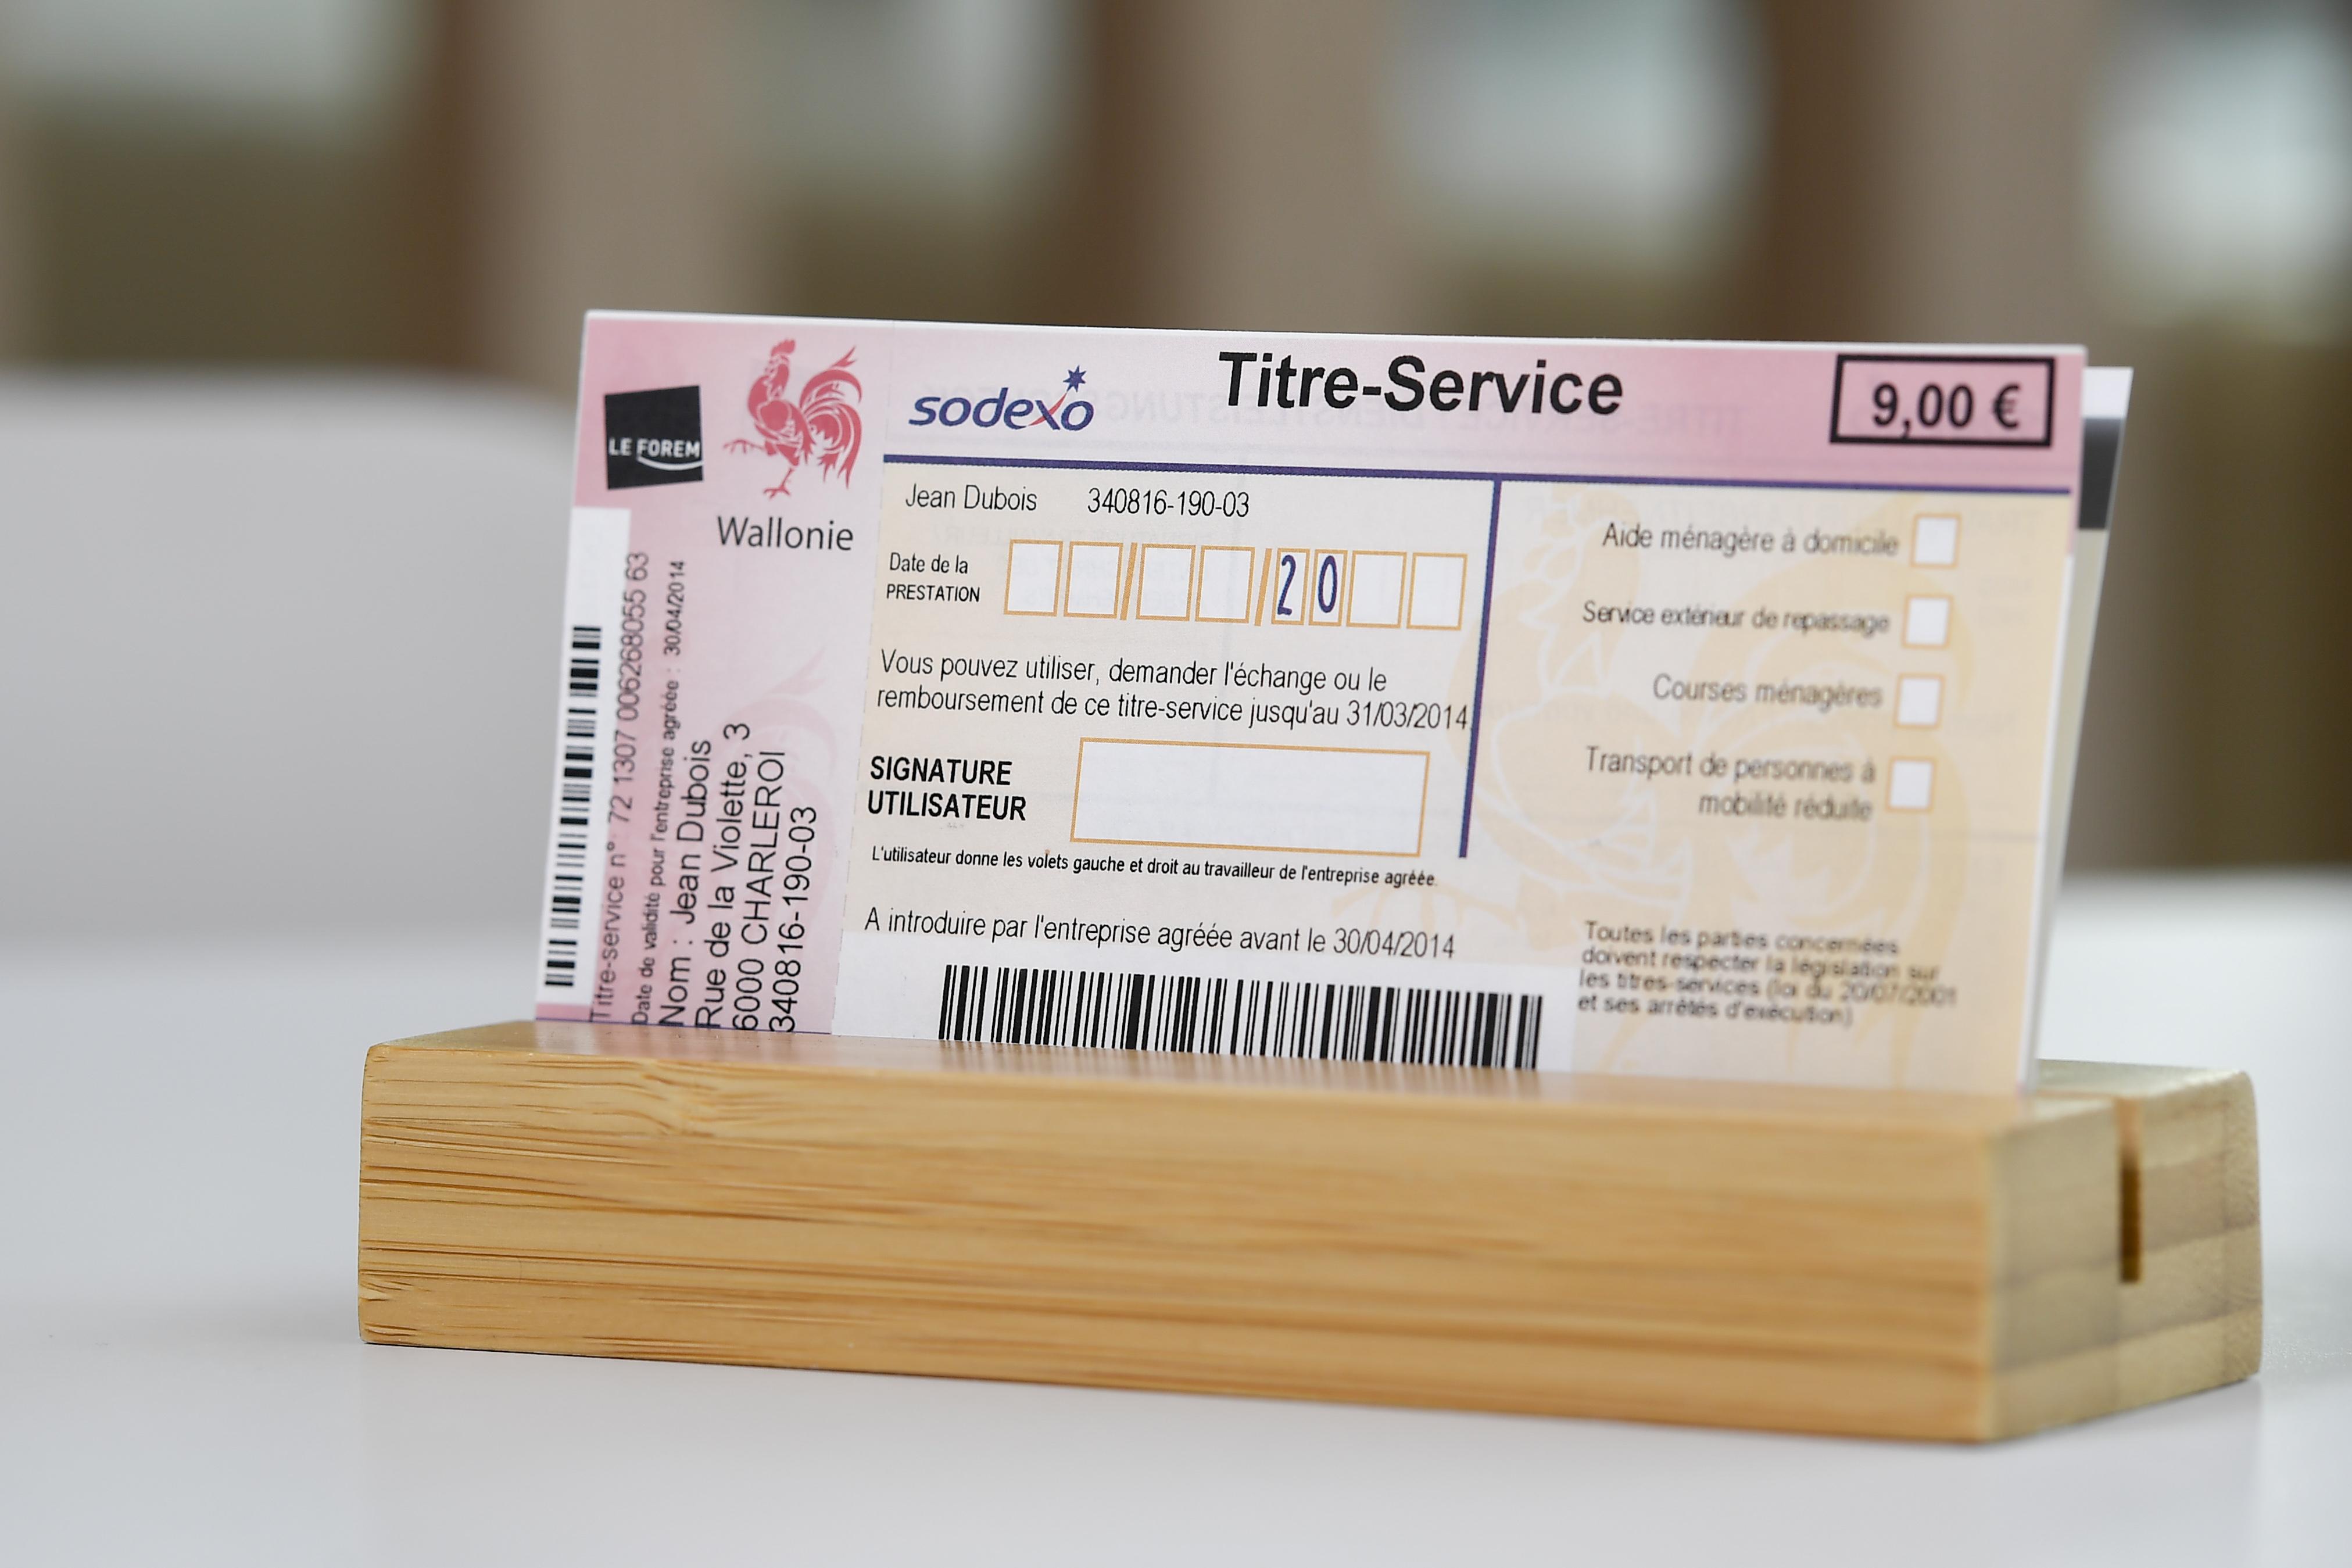 LE FOREM
Wallonie
Titre-service n° 72 1307 0062680555 63
Date de validité pour l'entreprise agréée : 30/04/2014
Nom : Jean Dubois
Rue de la Violette, 3
6000 CHARLEROI
340816-190-03
sodexo
Titre-Service
9,00 €
Jean Dubois 340816-190-03
Date de la
PRESTATION
/ / 20
Vous pouvez utiliser, demander l'échange ou le
remboursement de ce titre-service jusqu'au 31/03/2014
SIGNATURE
UTILISATEUR
L'utilisateur donne les volets gauche et droit au travailleur de l'entreprise agréée.
A introduire par l'entreprise agréée avant le 30/04/2014
Aide ménagère à domicile
Service extérieur de repassage
Courses ménagères
Transport de personnes à
mobilité réduite
Toutes les parties concernées
doivent respecter la législation sur
les titres-services (loi du 20/07/2001
et ses arrêtés d'exécution)